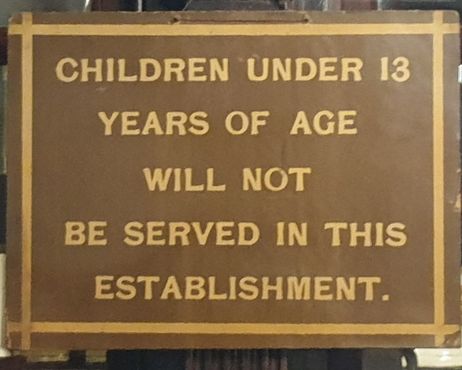 CHILDREN UNDER 13
YEARS OF AGE
WILL NOT
BE SERVED IN THIS
ESTABLISHMENT.